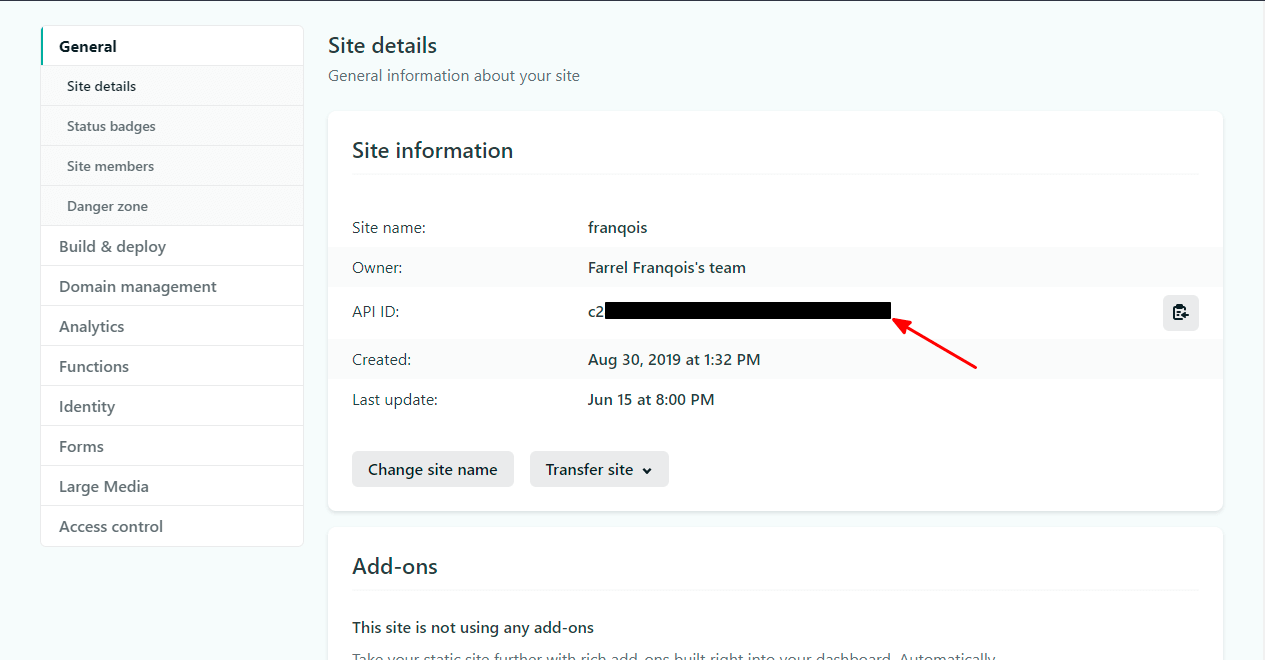 General
Site details
Status badges
Site members
Danger zone
Build & deploy
Domain management
Analytics
Functions
Identity
Forms
Large Media
Access control
Site details
General information about your site
Site information
Site name: franqois
Owner: Farrel Franqois's team
API ID: c2
Created: Aug 30, 2019 at 1:32 PM
Last update: Jun 15 at 8:00 PM
Change site name Transfer site
Add-ons
This site is not using any add-ons
Take your static site further with rich add-ons built right into your dashboard. Automatically